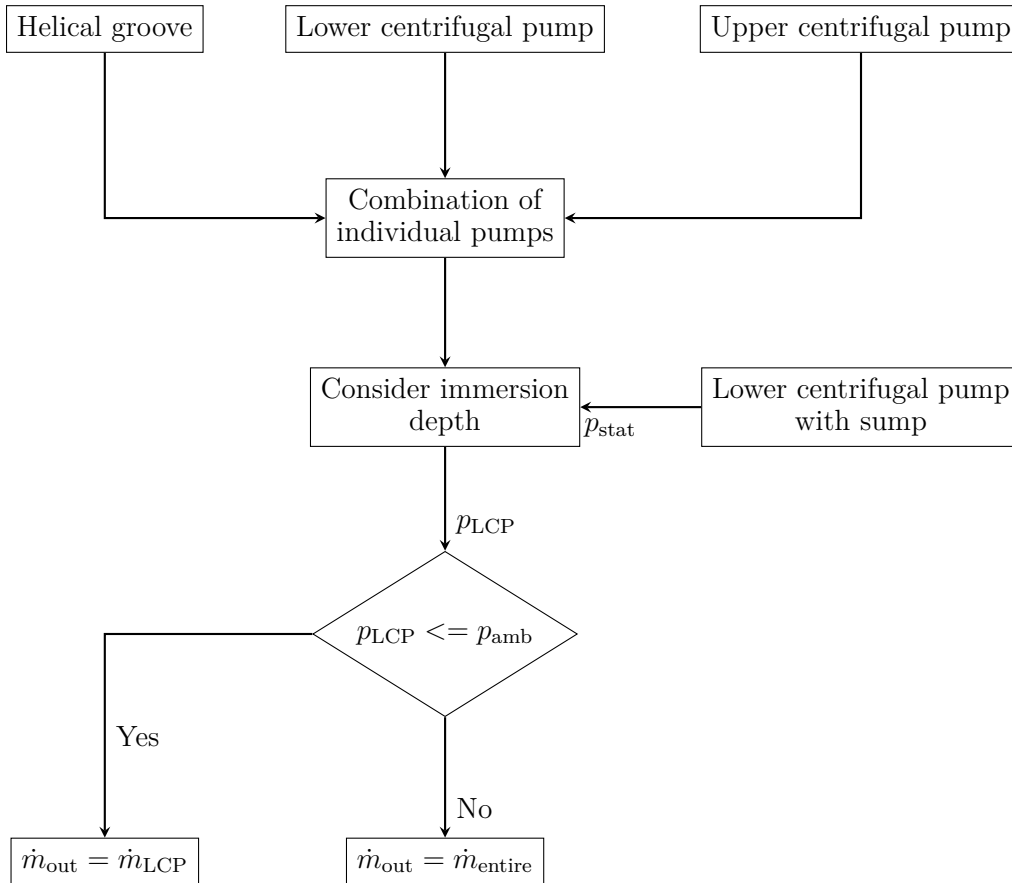 Helical groove
Lower centrifugal pump
Upper centrifugal pump
Combination of
individual pumps
Consider immersion
depth
p_stat
Lower centrifugal pump
with sump
p_LCP
p_LCP <= p_amb
Yes
No
ṁ_out = ṁ_LCP
ṁ_out = ṁ_entire